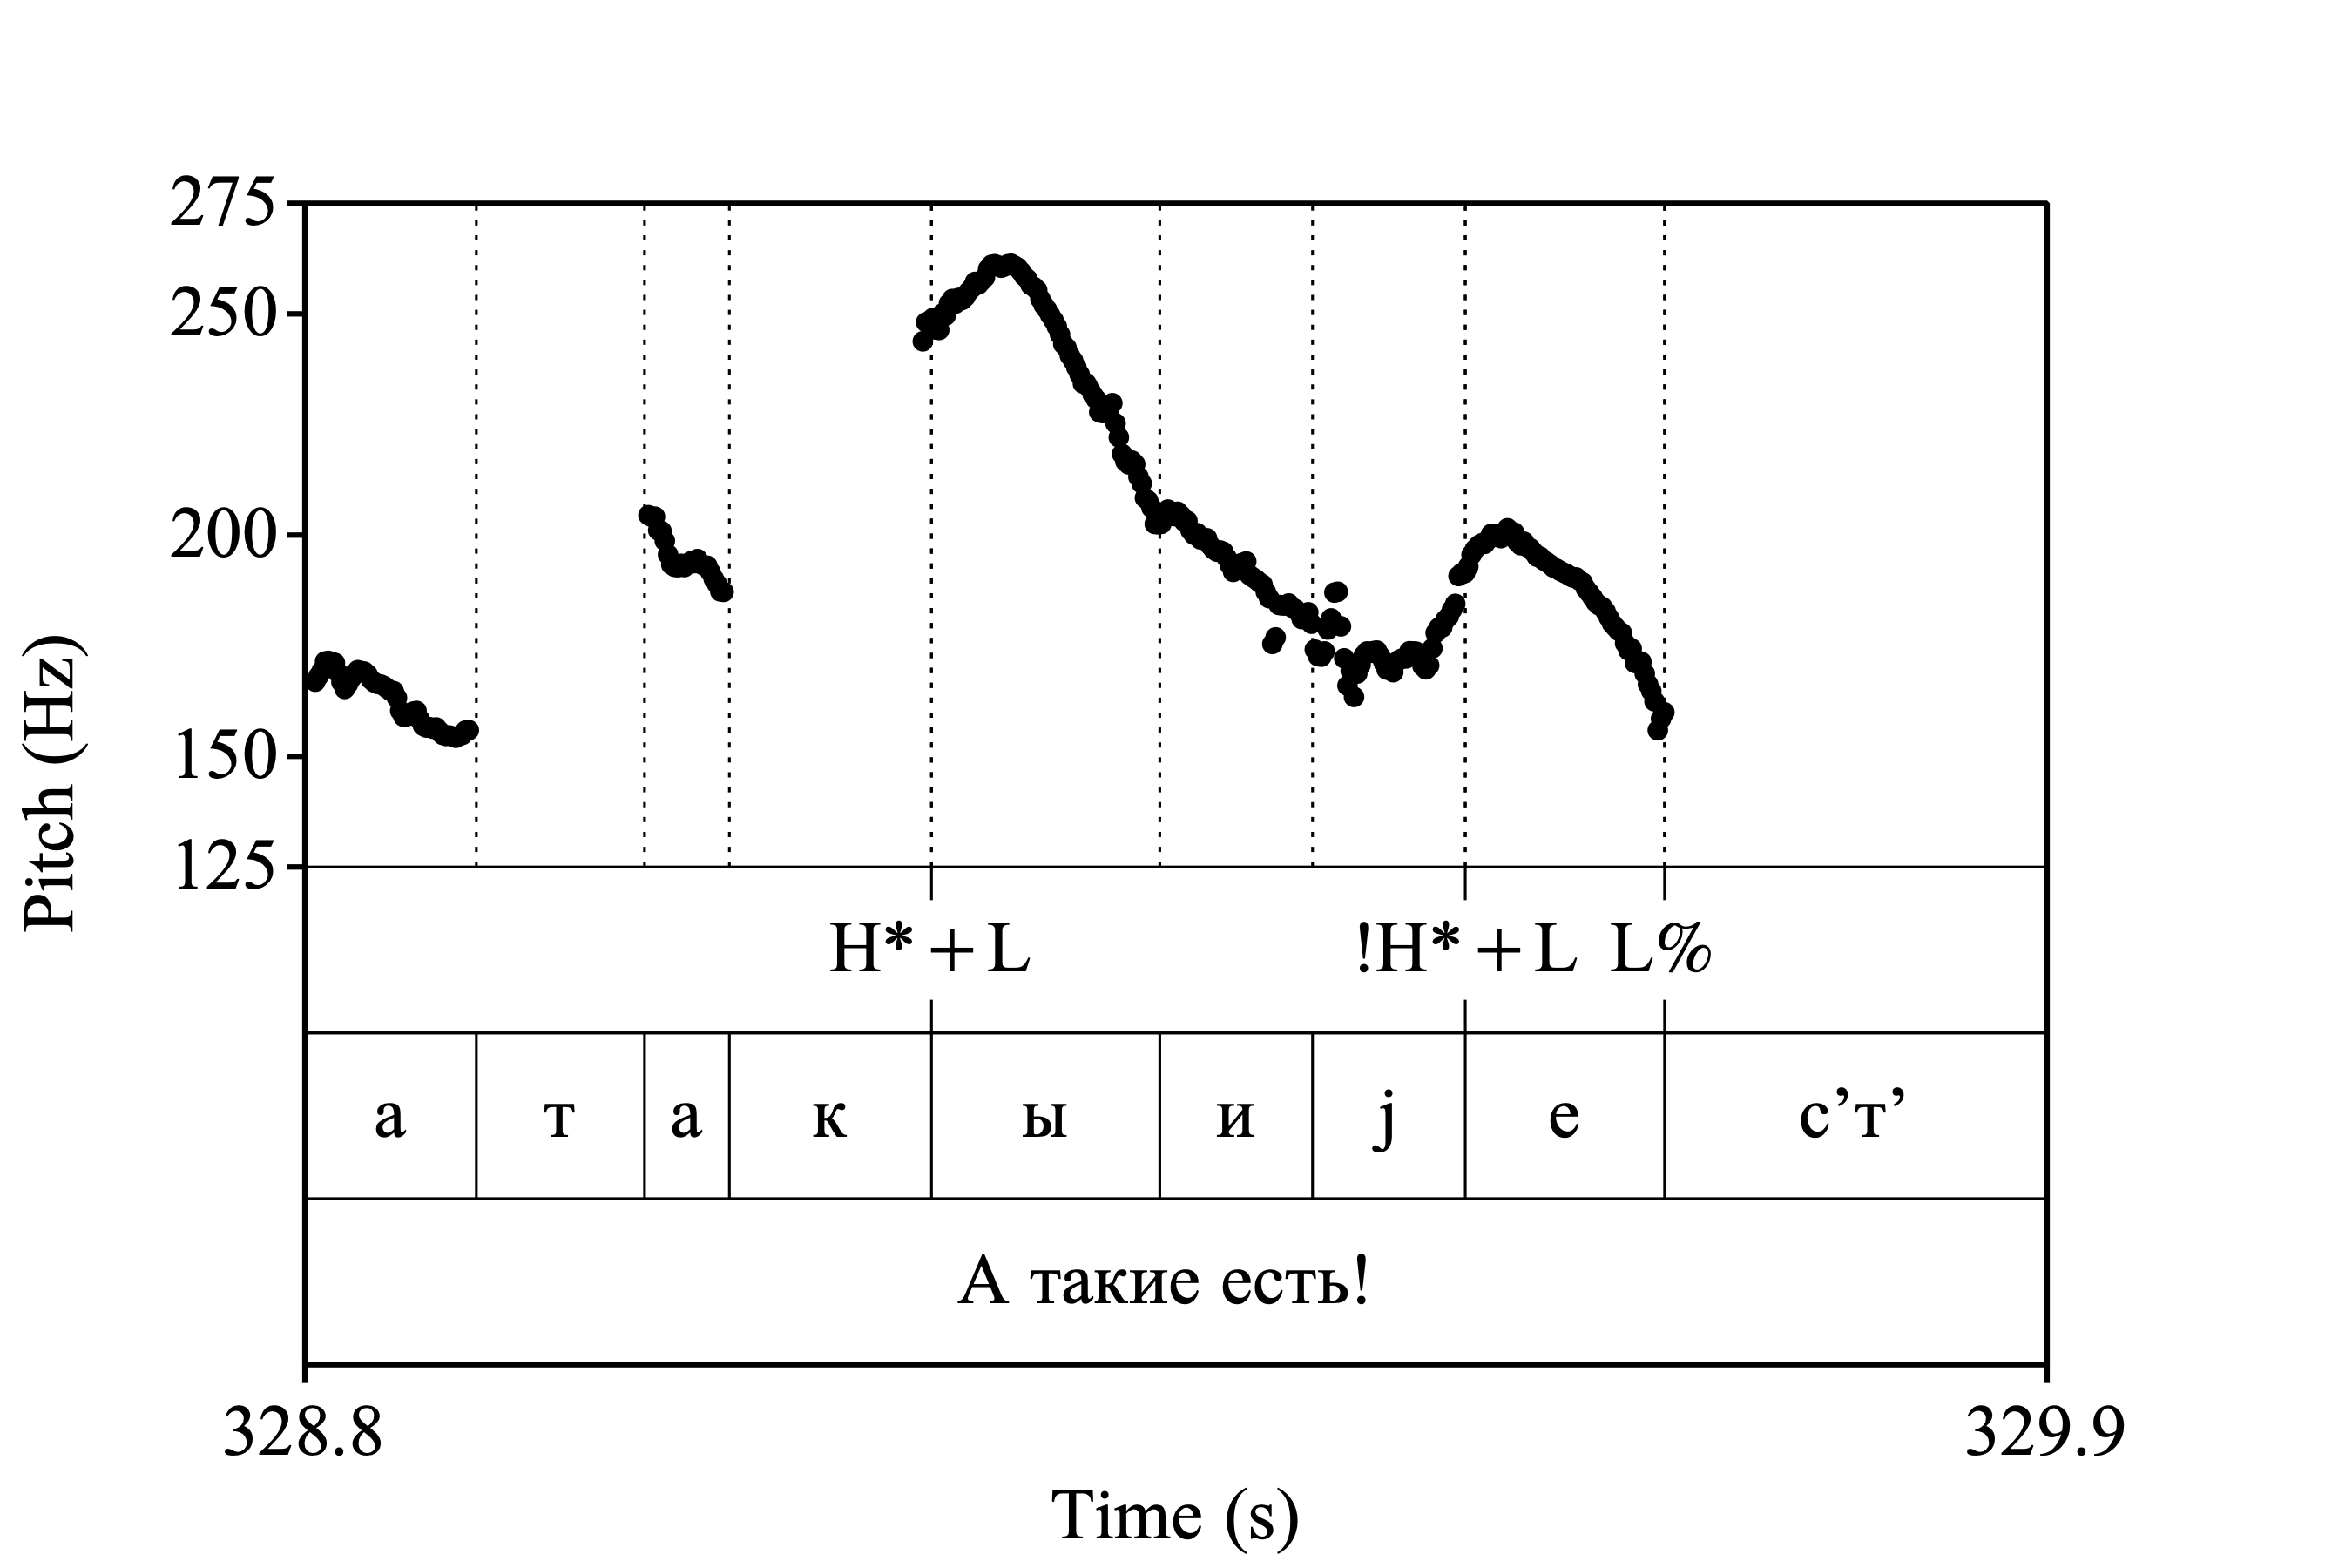 275
250
200
150
125
Pitch (Hz)
H* + L !H* + L L%
а т а к ы и j е с’т’
А такие есть!
328.8 329.9
Time (s)